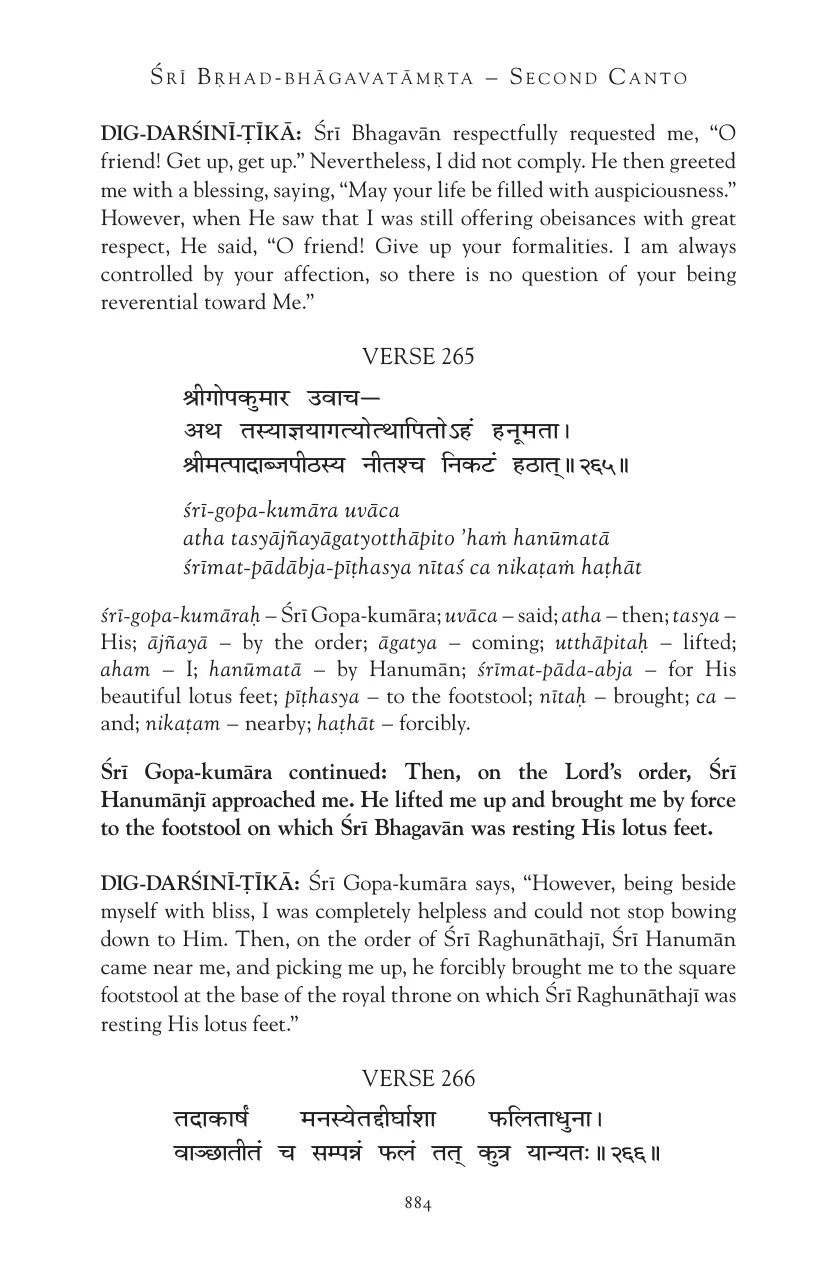 Śrī Bṛhad-bhāgavatāmṛta – Second Canto
DIG-DARŚINĪ-ṬĪKĀ: Śrī Bhagavān respectfully requested me, “O
friend! Get up, get up.” Nevertheless, I did not comply. He then greeted
me with a blessing, saying, “May your life be filled with auspiciousness.”
However, when He saw that I was still offering obeisances with great
respect, He said, “O friend! Give up your formalities. I am always
controlled by your affection, so there is no question of your being
reverential toward Me.”
VERSE 265
श्रीगोपकुमार उवाच—
अथ तस्याज्ञयागत्योत्थापितोऽहं हनूमता।
श्रीमत्पादाब्जपीठस्य नीतश्च निकटं हठात्॥२६५॥
śrī-gopa-kumāra uvāca
atha tasyājñayāgatyotthāpito ’haṁ hanūmatā
śrīmat-pādābja-pīṭhasya nītaś ca nikaṭaṁ haṭhāt
śrī-gopa-kumāraḥ – Śrī Gopa-kumāra; uvāca – said; atha – then; tasya –
His; ājñayā – by the order; āgatya – coming; utthāpitaḥ – lifted;
aham – I; hanūmatā – by Hanumān; śrīmat-pāda-abja – for His
beautiful lotus feet; pīṭhasya – to the footstool; nītaḥ – brought; ca –
and; nikaṭam – nearby; haṭhāt – forcibly.
Śrī Gopa-kumāra continued: Then, on the Lord’s order, Śrī
Hanumānjī approached me. He lifted me up and brought me by force
to the footstool on which Śrī Bhagavān was resting His lotus feet.
DIG-DARŚINĪ-ṬĪKĀ: Śrī Gopa-kumāra says, “However, being beside
myself with bliss, I was completely helpless and could not stop bowing
down to Him. Then, on the order of Śrī Raghunāthajī, Śrī Hanumān
came near me, and picking me up, he forcibly brought me to the square
footstool at the base of the royal throne on which Śrī Raghunāthajī was
resting His lotus feet.”
VERSE 266
तदाकार्षं मनस्येतद्दीर्घाशा फलिताधुना।
वाञ्छातीतं च सम्पन्नं फलं तत् कुत्र यान्यतः॥२६६॥
884